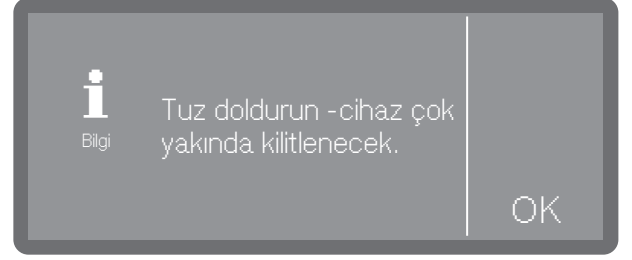 Bilgi
Tuz doldurun -cihaz çok
yakında kilitlenecek.
OK